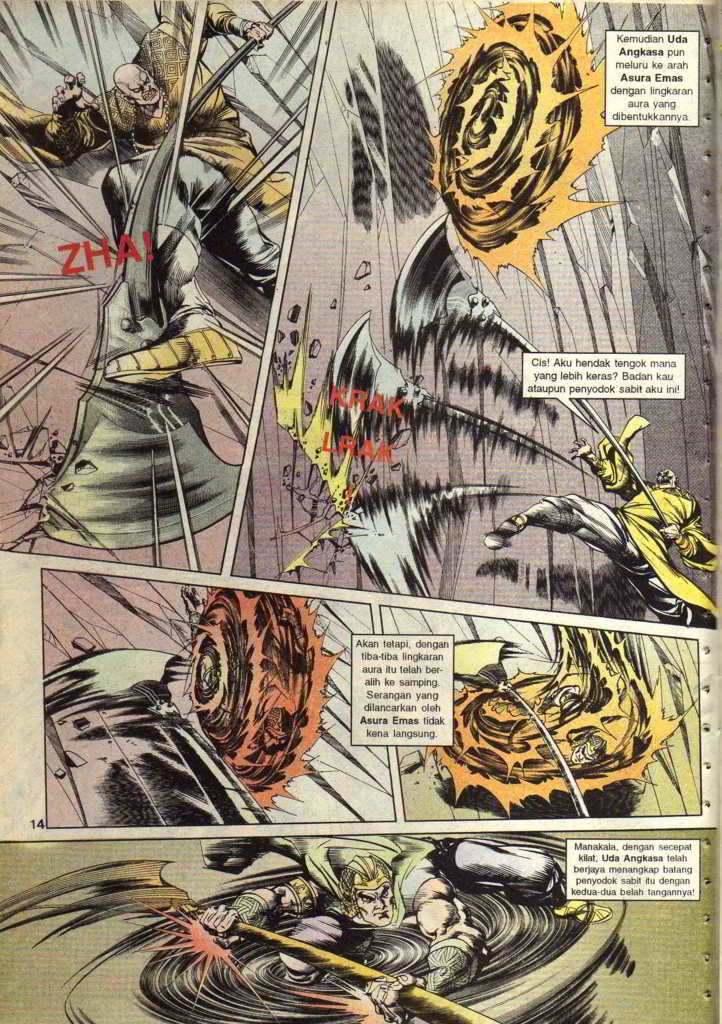 ZHA!
Kemudian Uda
Angkasa pun
meluru ke arah
Asura Emas
dengan lingkaran
aura yang
dibentukkannya.
Cis! Aku hendak tengok mana
yang lebih keras? Badan kau
ataupun penyodok sabit aku ini!
KRAK
LRAK
!
Akan tetapi, dengan
tiba-tiba lingkaran
aura itu telah ber-
alih ke samping.
Serangan yang
dilancarkan oleh
Asura Emas tidak
kena langsung.
14
Manakala, dengan secepat
kilat, Uda Angkasa telah
berjaya menangkap batang
penyodok sabit itu dengan
kedua-dua belah tangannya!